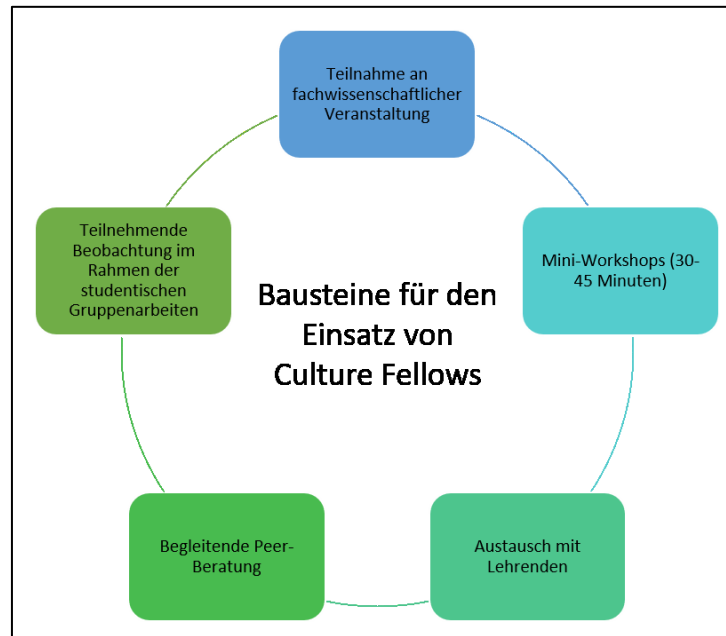 Teilnahme an
fachwissenschaftlicher
Veranstaltung
Teilnehmende
Beobachtung im
Rahmen der
studentischen
Gruppenarbeiten
Mini-Workshops (30-
45 Minuten)
Bausteine für den
Einsatz von
Culture Fellows
Begleitende Peer-
Beratung
Austausch mit
Lehrenden